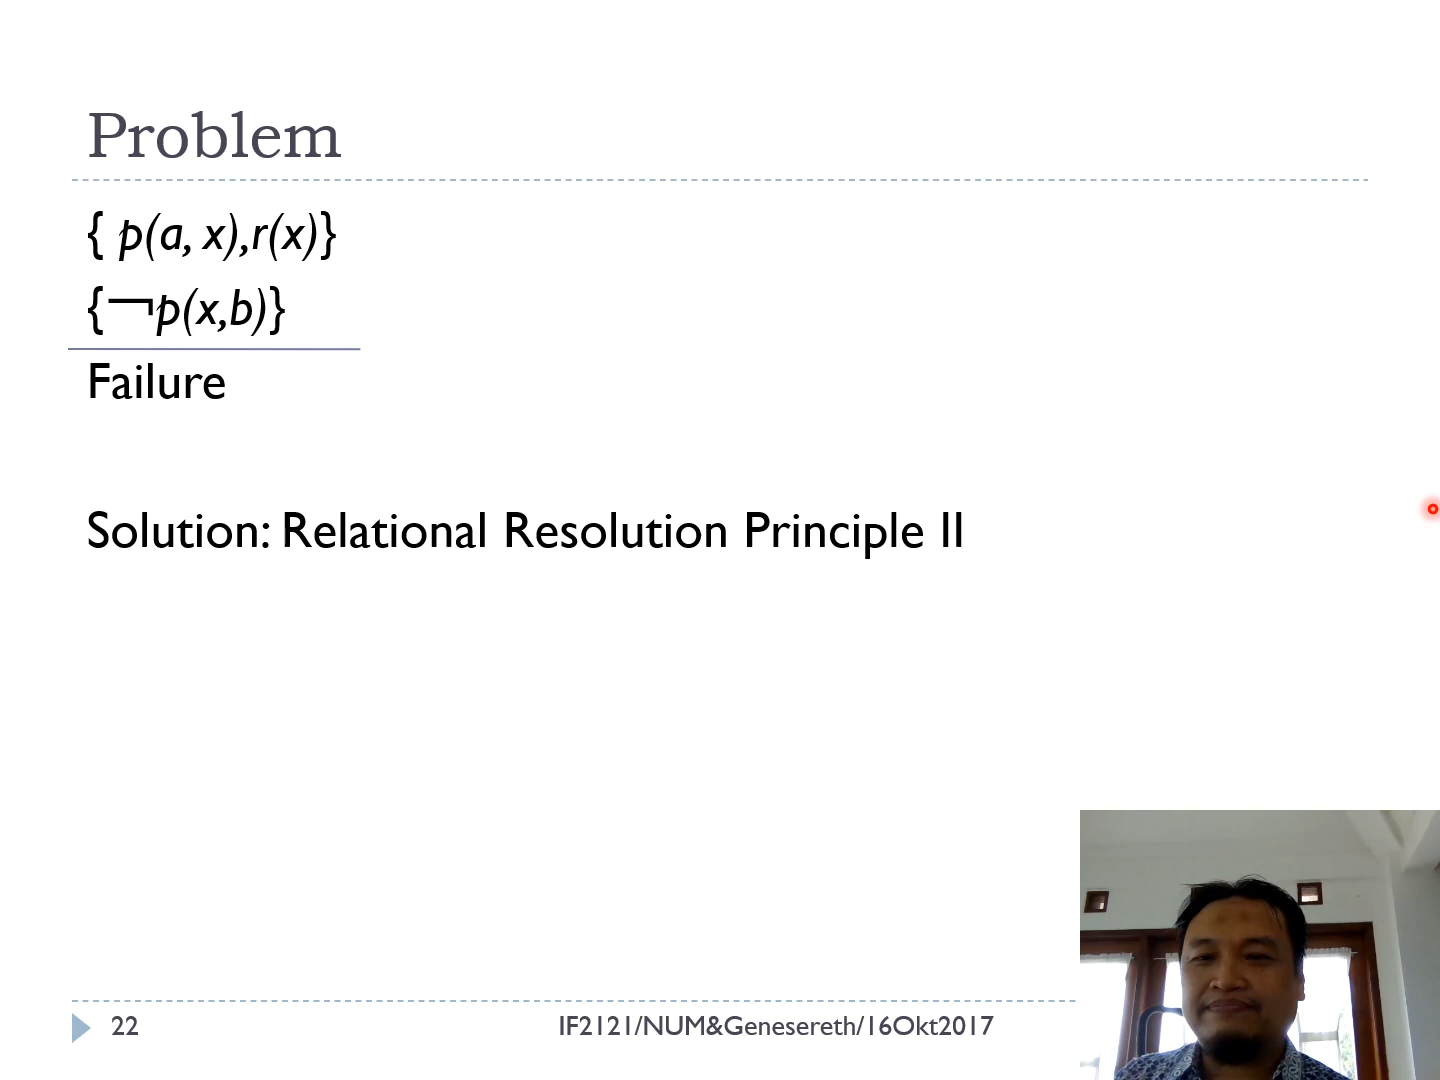 Problem
{ p(a, x),r(x)}
{¬p(x,b)}
Failure
Solution: Relational Resolution Principle II
22
IF2121/NUM&Genesereth/16Okt2017